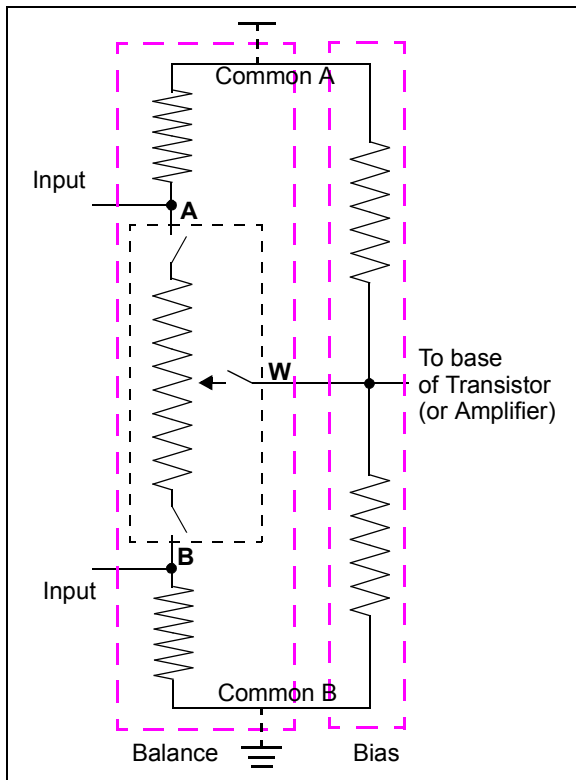 Common A
Input
A
W
To base
of Transistor
(or Amplifier)
B
Input
Common B
Balance
Bias